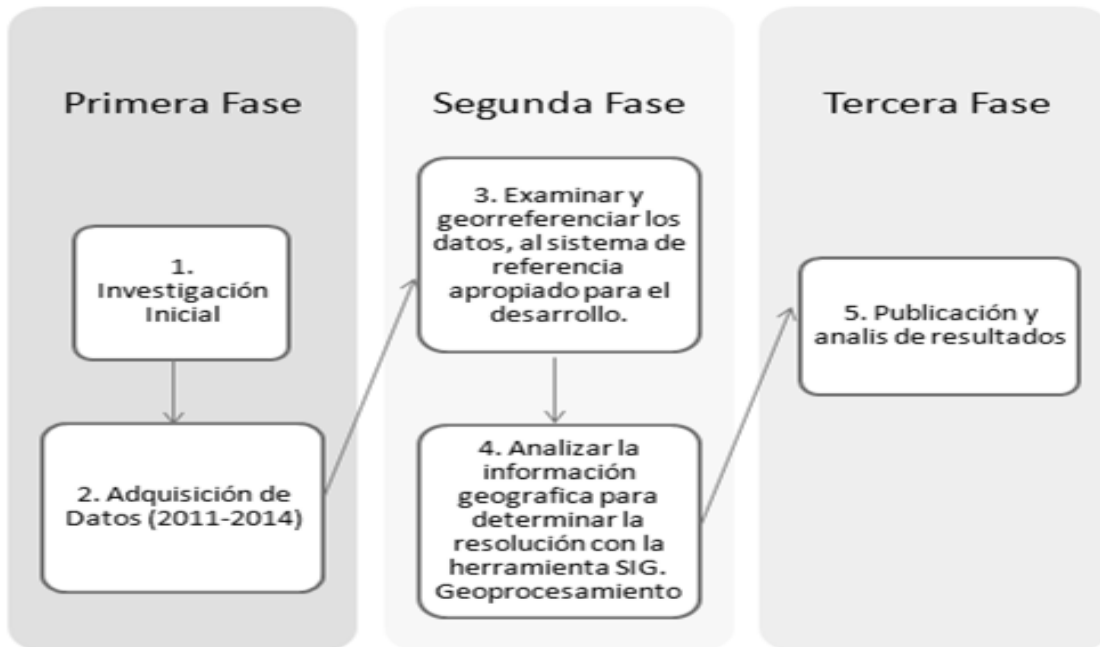 Primera Fase
1.
Investigación
Inicial
2. Adquisición de
Datos (2011-2014)
Segunda Fase
3. Examinar y
georreferenciar los
datos, al sistema de
referencia
apropiado para el
desarrollo.
4. Analizar la
información
geografica para
determinar la
resolución con la
herramienta SIG.
Geoprocesamiento
Tercera Fase
5. Publicación y
analis de resultados